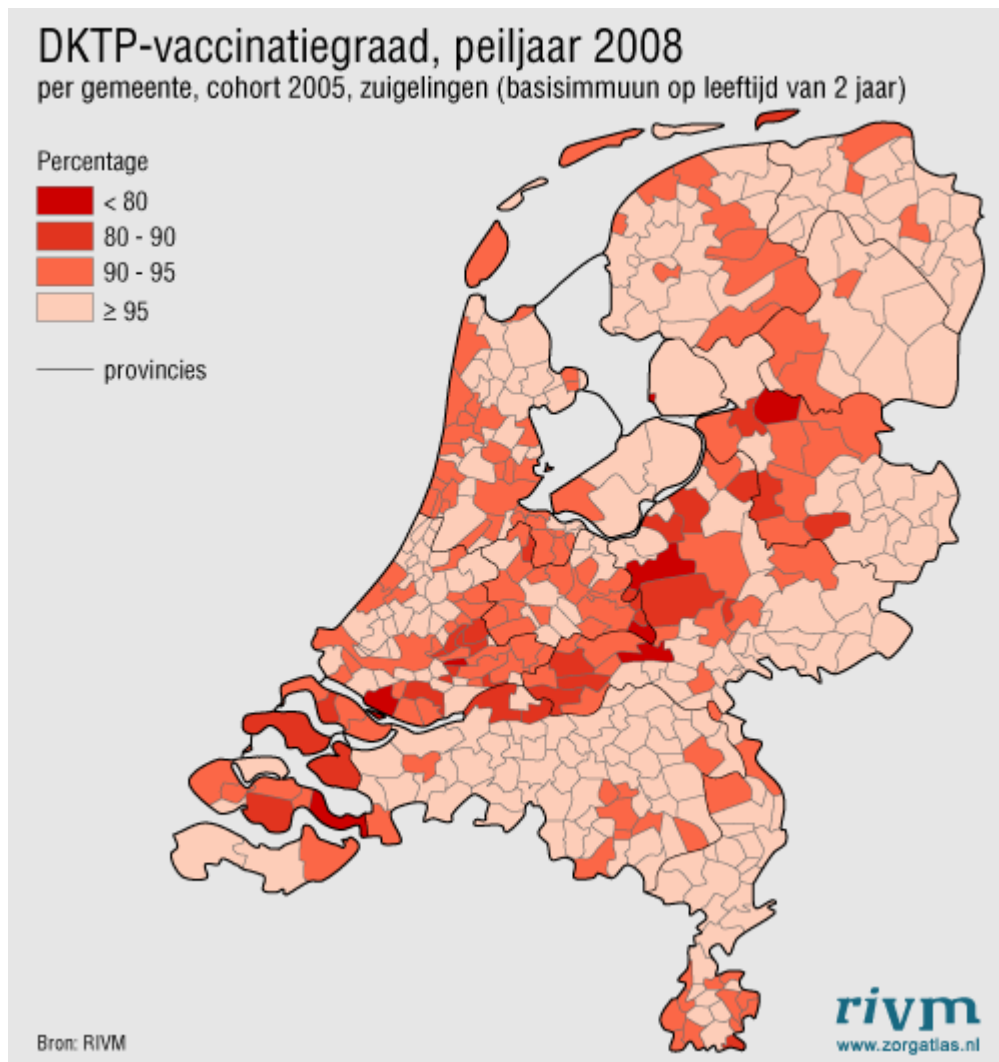 DKTP-vaccinatiegraad, peiljaar 2008
per gemeente, cohort 2005, zuigelingen (basisimmuun op leeftijd van 2 jaar)
Percentage
< 80
80 - 90
90 - 95
≥ 95
provincies
Bron: RIVM
rivm
www.zorgatlas.nl